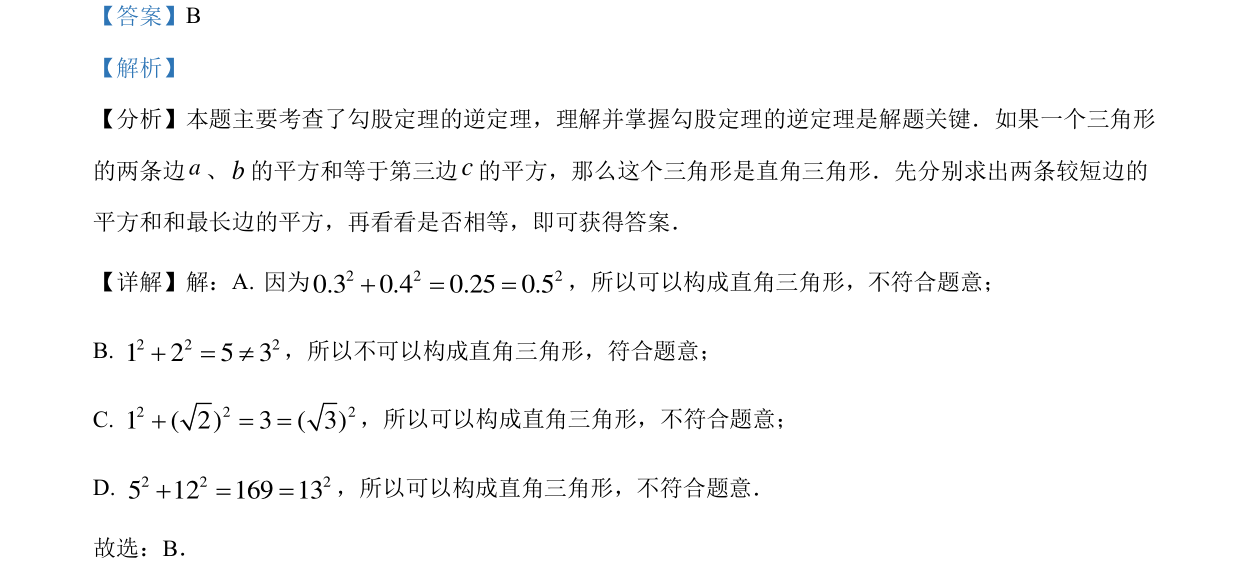 【答案】B
【解析】
【分析】本题主要考查了勾股定理的逆定理，理解并掌握勾股定理的逆定理是解题关键．如果一个三角形
的两条边a、b的平方和等于第三边c的平方，那么这个三角形是直角三角形．先分别求出两条较短边的
平方和和最长边的平方，再看看是否相等，即可获得答案．
【详解】解：A. 因为0.3²+0.4²=0.25=0.5²，所以可以构成直角三角形，不符合题意；
B. 1²+2²=5≠3²，所以不可以构成直角三角形，符合题意；
C. 1²+(√2)²=3=(√3)²，所以可以构成直角三角形，不符合题意；
D. 5²+12²=169=13²，所以可以构成直角三角形，不符合题意．
故选：B．